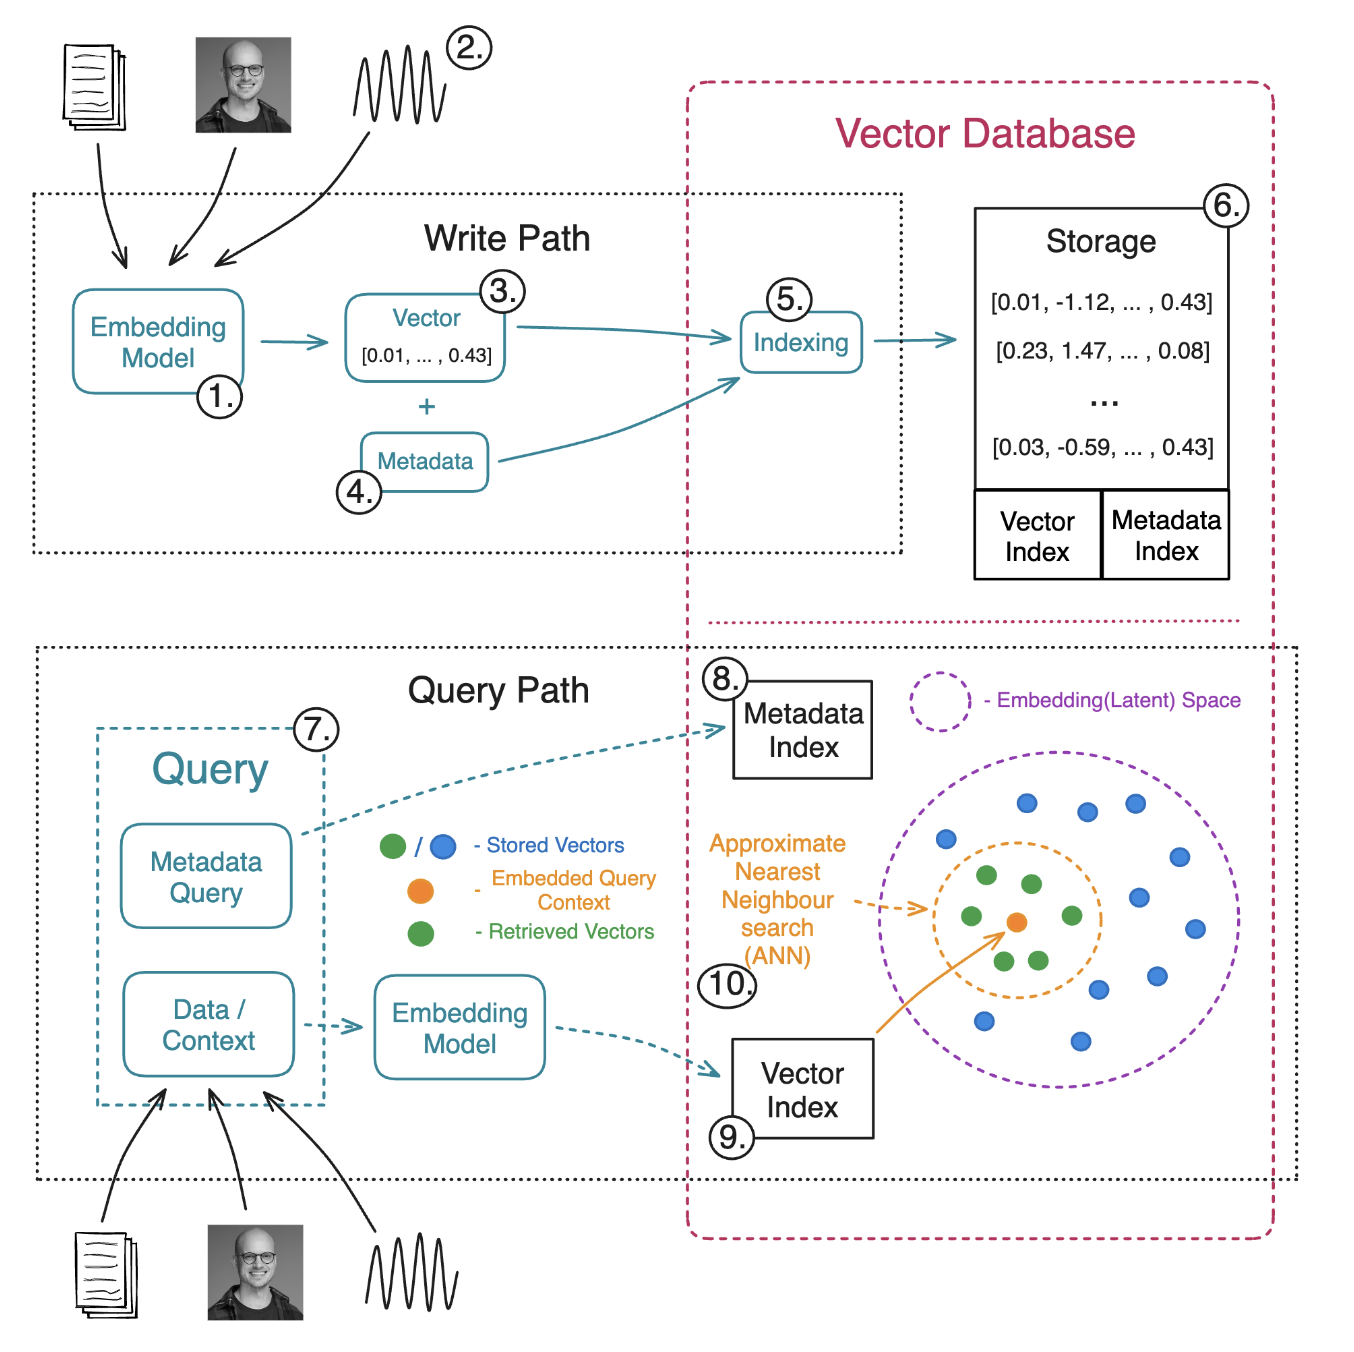 2.
Vector Database
Write Path
Embedding
Model
1.
3.
Vector
[0.01, ... , 0.43]
+
Metadata
4.
5.
Indexing
6.
Storage
[0.01, -1.12, ... , 0.43]
[0.23, 1.47, ... , 0.08]
...
[0.03, -0.59, ... , 0.43]
Vector
Index
Metadata
Index
Query Path
7.
Query
Metadata
Query
Data /
Context
/ - Stored Vectors
- Embedded Query
Context
- Retrieved Vectors
Embedding
Model
8.
Metadata
Index
- Embedding(Latent) Space
Approximate
Nearest
Neighbour
search
(ANN)
10.
Vector
Index
9.